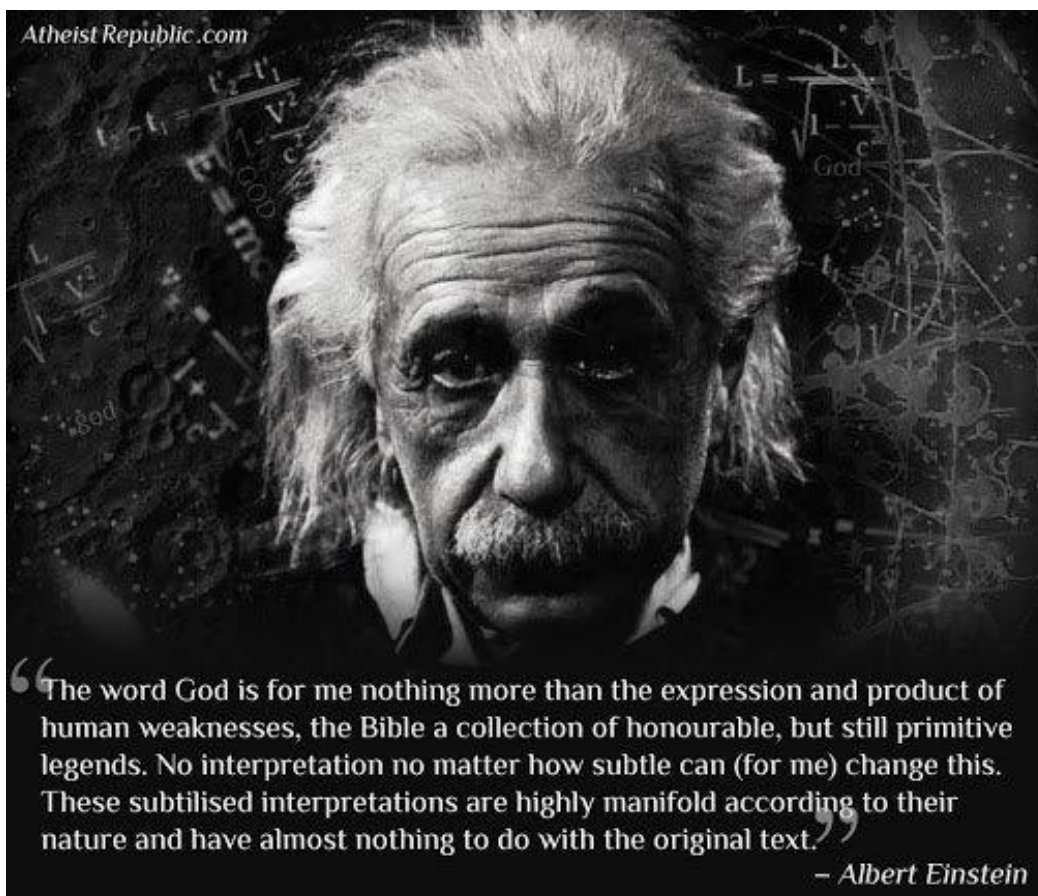 Atheist Republic.com
L =
E=mc
GOD
God
god
“The word God is for me nothing more than the expression and product of
human weaknesses, the Bible a collection of honourable, but still primitive
legends. No interpretation no matter how subtle can (for me) change this.
These subtilised interpretations are highly manifold according to their
nature and have almost nothing to do with the original text.”
– Albert Einstein